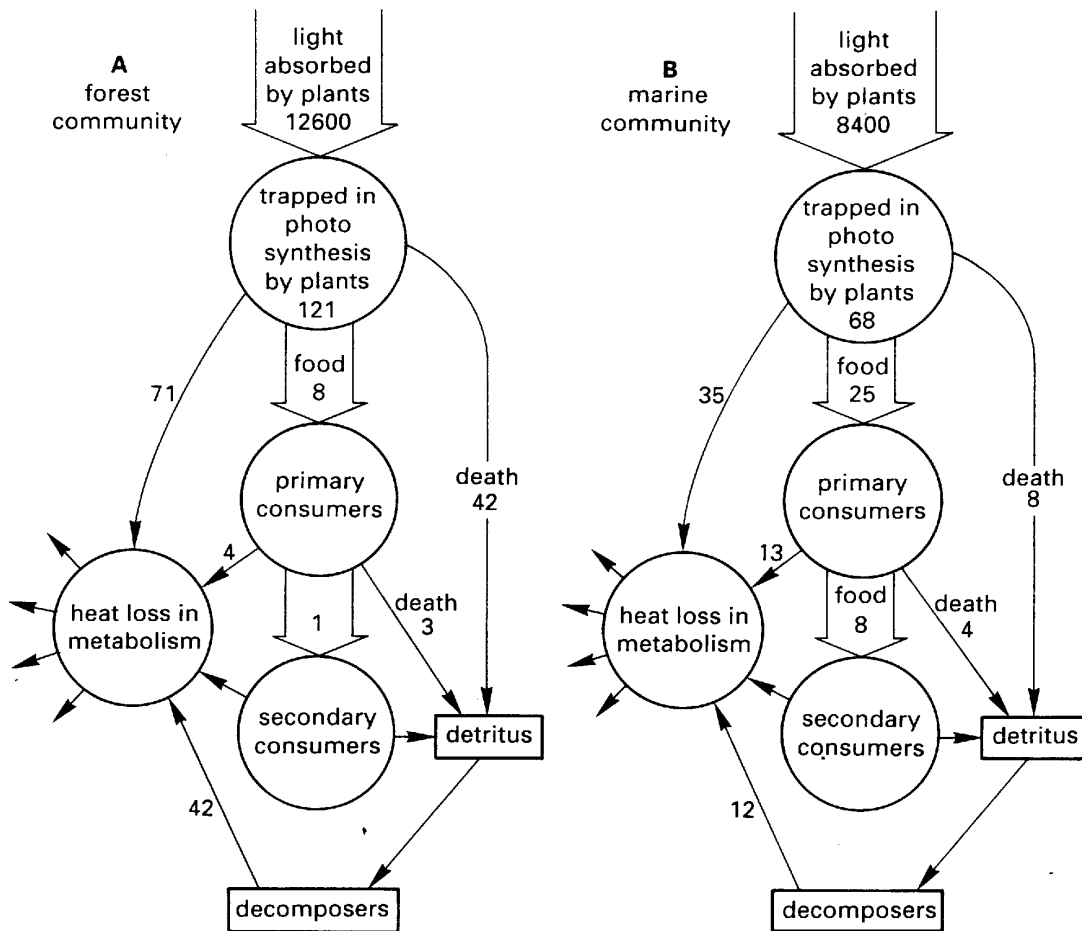 A
forest
community
light
absorbed
by plants
12600
trapped in
photo
synthesis
by plants
121
71
food
8
primary
consumers
death
42
4
death
3
1
heat loss in
metabolism
secondary
consumers
detritus
42
decomposers
B
marine
community
light
absorbed
by plants
8400
trapped in
photo
synthesis
by plants
68
35
food
25
primary
consumers
death
8
13
food
8
death
4
heat loss in
metabolism
secondary
consumers
detritus
12
decomposers